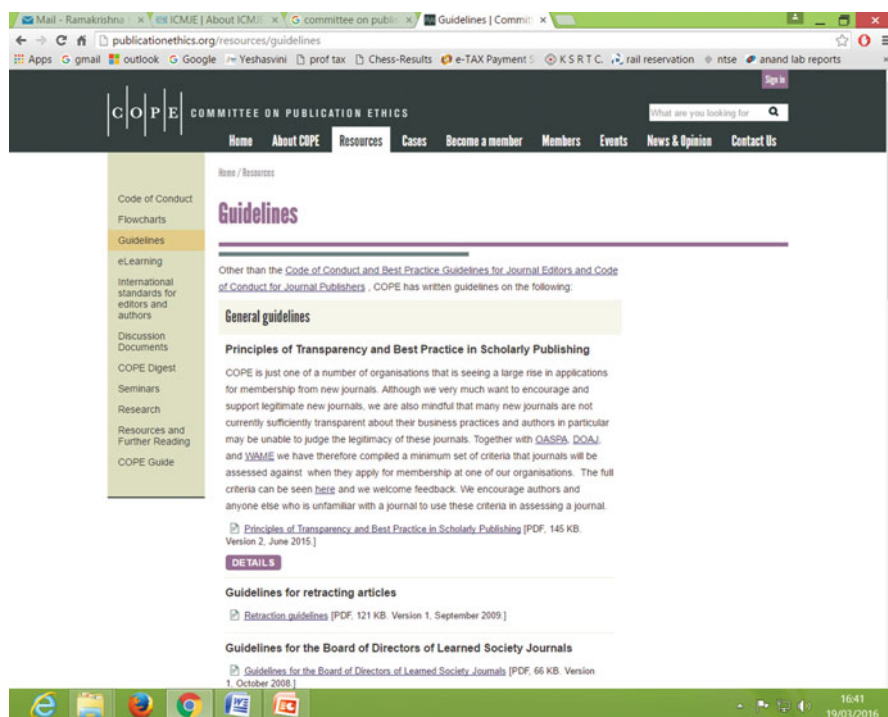 Mail - Ramakrishna
ICMJE | About ICMJE
committee on public
Guidelines | Commit
publicationethics.org/resources/guidelines
Apps gmail outlook Google Yeshasvini prof tax Chess-Results e-TAX Payment S K S R T C. rail reservation ntse anand lab reports »
Sign in
C O P E COMMITTEE ON PUBLICATION ETHICS
What are you looking for
Home About COPE Resources Cases Become a member Members Events News & Opinion Contact Us
Home / Resources
Code of Conduct
Flowcharts
Guidelines
eLearning
International
standards for
editors and
authors
Discussion
Documents
COPE Digest
Seminars
Research
Resources and
Further Reading
COPE Guide
Guidelines
Other than the Code of Conduct and Best Practice Guidelines for Journal Editors and Code
of Conduct for Journal Publishers , COPE has written guidelines on the following:
General guidelines
Principles of Transparency and Best Practice in Scholarly Publishing
COPE is just one of a number of organisations that is seeing a large rise in applications
for membership from new journals. Although we very much want to encourage and
support legitimate new journals, we are also mindful that many new journals are not
currently sufficiently transparent about their business practices and authors in particular
may be unable to judge the legitimacy of these journals. Together with OASPA, DOAJ,
and WAME we have therefore compiled a minimum set of criteria that journals will be
assessed against when they apply for membership at one of our organisations. The full
criteria can be seen here and we welcome feedback. We encourage authors and
anyone else who is unfamiliar with a journal to use these criteria in assessing a journal.
Principles of Transparency and Best Practice in Scholarly Publishing [PDF, 145 KB.
Version 2, June 2015.]
DETAILS
Guidelines for retracting articles
Retraction guidelines [PDF, 121 KB. Version 1, September 2009.]
Guidelines for the Board of Directors of Learned Society Journals
Guidelines for the Board of Directors of Learned Society Journals [PDF, 66 KB. Version
1, October 2008.]
16:41
19/03/2016